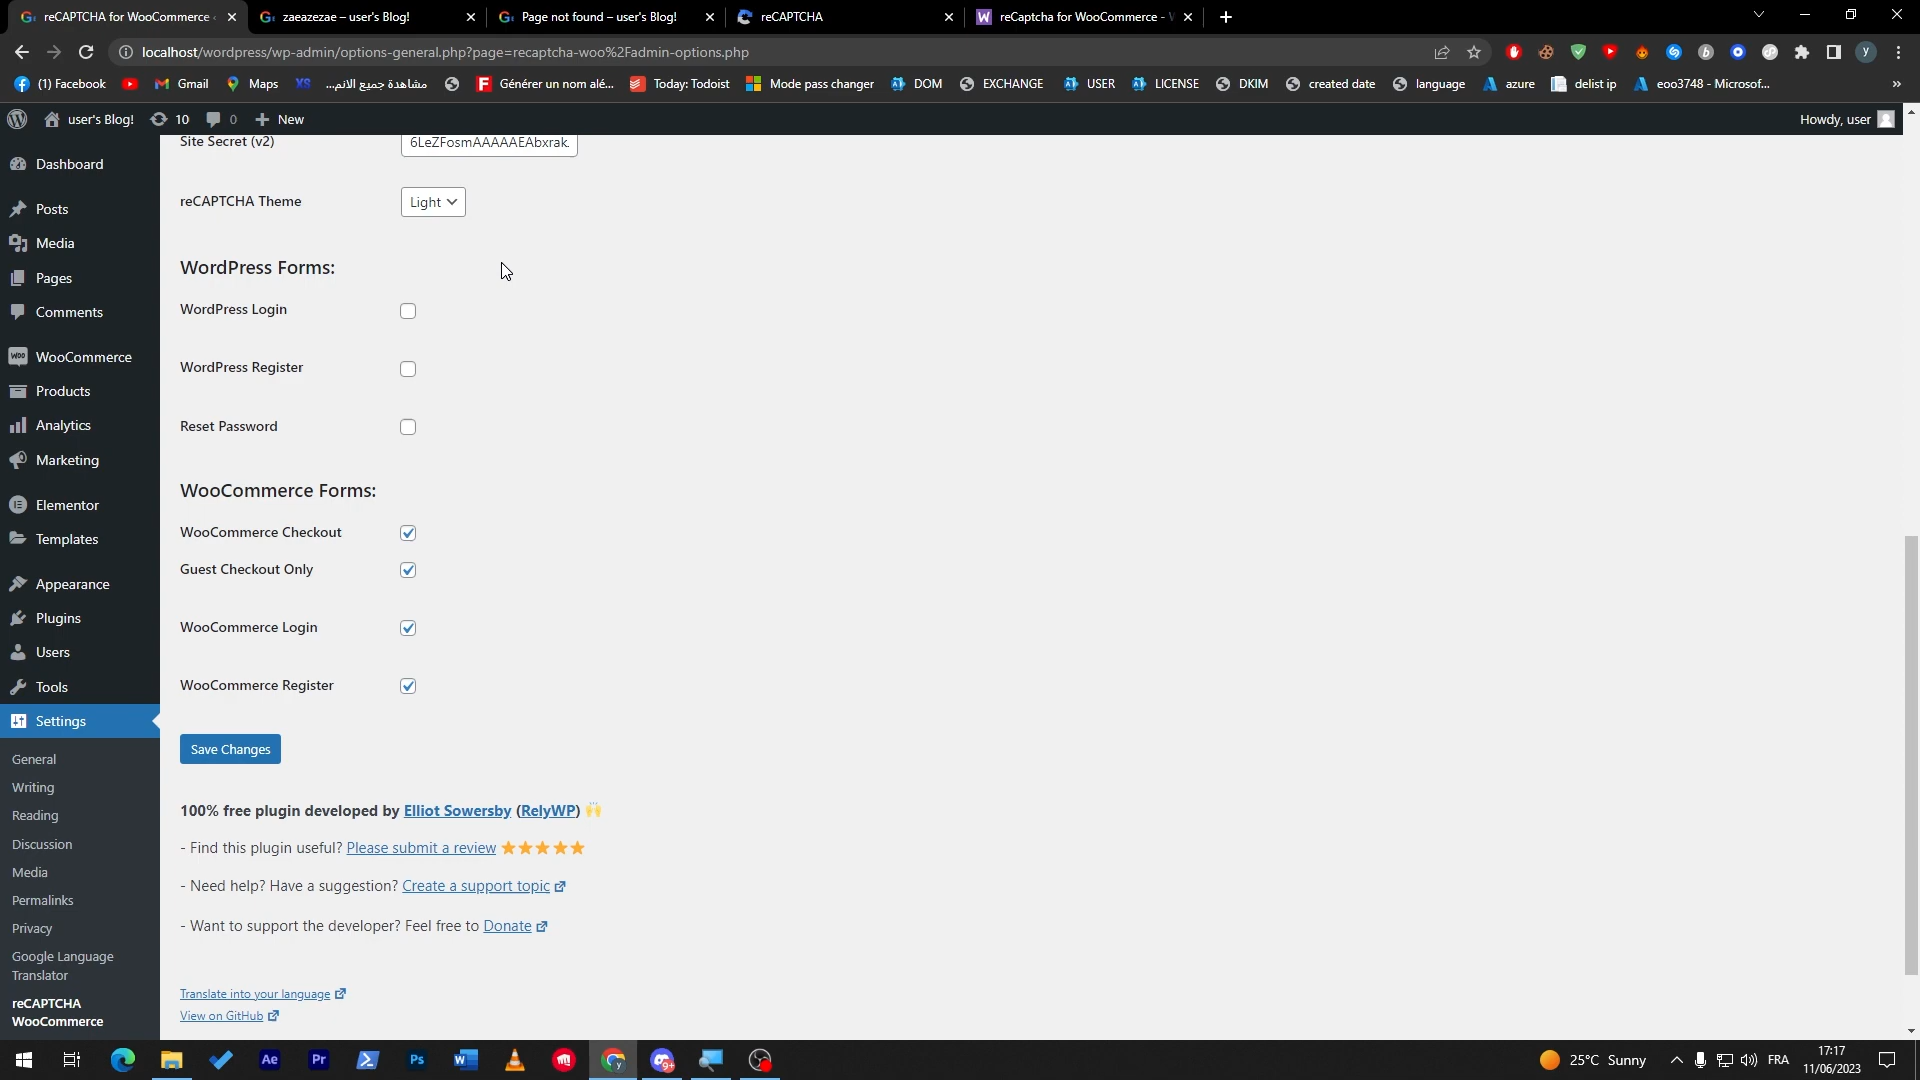 reCAPTCHA for WooCommerce
zaeazezae – user's Blog!
Page not found – user's Blog!
reCAPTCHA
reCaptcha for WooCommerce -
localhost/wordpress/wp-admin/options-general.php?page=recaptcha-woo%2Fadmin-options.php
(1) Facebook
Gmail
Maps
XS
مشاهدة جميع الانم...
Générer un nom alé...
Today: Todoist
Mode pass changer
DOM
EXCHANGE
USER
LICENSE
DKIM
created date
language
azure
delist ip
eoo3748 - Microsof...
»
user's Blog!
10
0
New
Howdy, user
Dashboard
Posts
Media
Pages
Comments
WooCommerce
Products
Analytics
Marketing
Elementor
Templates
Appearance
Plugins
Users
Tools
Settings
General
Writing
Reading
Discussion
Media
Permalinks
Privacy
Google Language
Translator
reCAPTCHA
WooCommerce
Site Secret (v2)
6LeZFosmAAAAAEAbxrak
reCAPTCHA Theme
Light
WordPress Forms:
WordPress Login
WordPress Register
Reset Password
WooCommerce Forms:
WooCommerce Checkout
Guest Checkout Only
WooCommerce Login
WooCommerce Register
Save Changes
100% free plugin developed by Elliot Sowersby (RelyWP) 🙌
- Find this plugin useful? Please submit a review ★★★★★
- Need help? Have a suggestion? Create a support topic
- Want to support the developer? Feel free to Donate
Translate into your language
View on GitHub
Ae
Pr
Ps
W
9+
25°C Sunny
FRA
17:17
11/06/2023